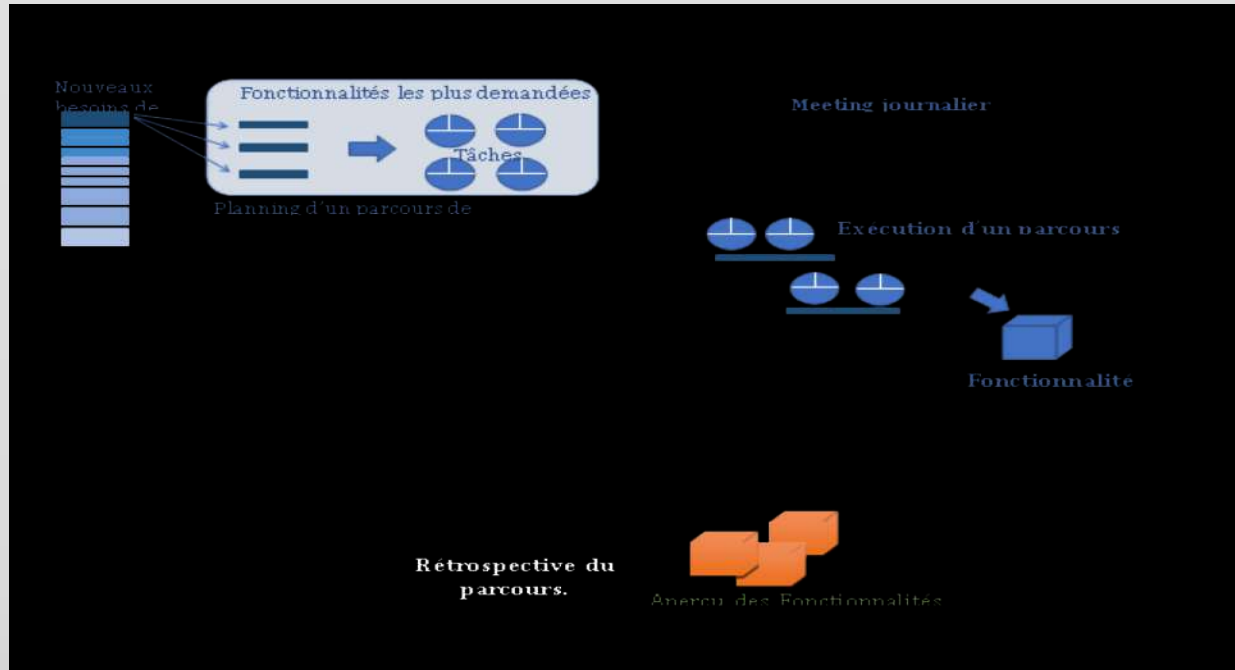 Nouveaux
besoins de
Fonctionnalités les plus demandées
Tâches
Planning d'un parcours de
Meeting journalier
Exécution d'un parcours
Fonctionnalité
Rétrospective du
parcours.
Aperçu des Fonctionnalités